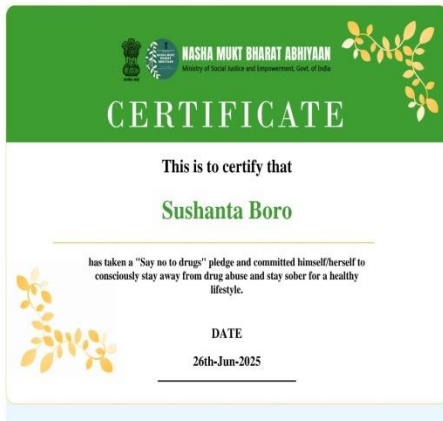 NASHA MUKT BHARAT ABHIYAAN
Ministry of Social Justice and Empowerment, Govt. of India
CERTIFICATE
This is to certify that
Sushanta Boro
has taken a "Say no to drugs" pledge and committed himself/herself to
consciously stay away from drug abuse and stay sober for a healthy
lifestyle.
DATE
26th-Jun-2025